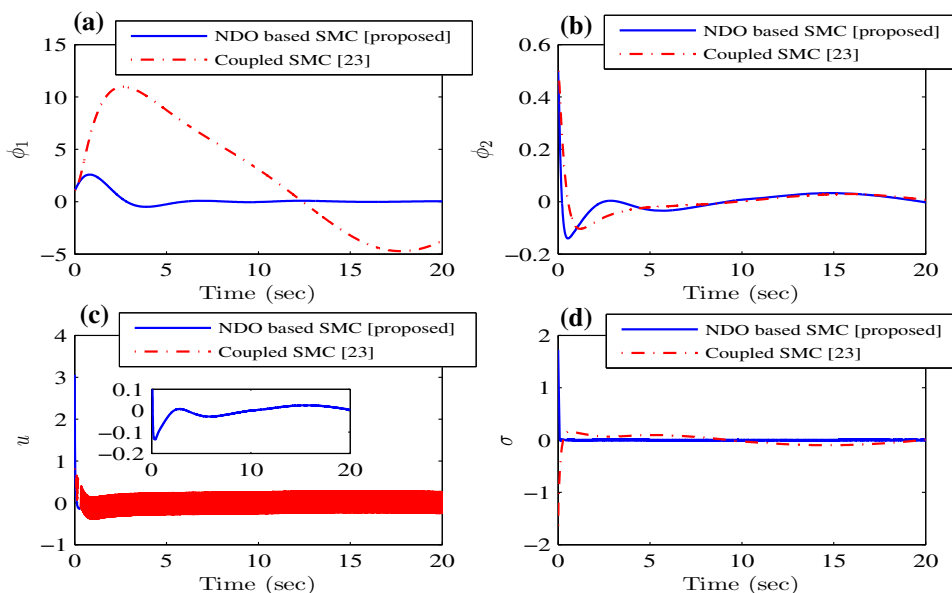 (a)
NDO based SMC [proposed]
Coupled SMC [23]
15
10
5
0
−5
ϕ1
0 5 10 15 20
Time (sec)
(b)
NDO based SMC [proposed]
Coupled SMC [23]
0.6
0.4
0.2
0
−0.2
ϕ2
0 5 10 15 20
Time (sec)
(c)
NDO based SMC [proposed]
Coupled SMC [23]
4
3
2
1
0
−1
u
0.1
0
−0.1
−0.2
0 10 20
0 5 10 15 20
Time (sec)
(d)
NDO based SMC [proposed]
Coupled SMC [23]
2
1
0
−1
−2
σ
0 5 10 15 20
Time (sec)